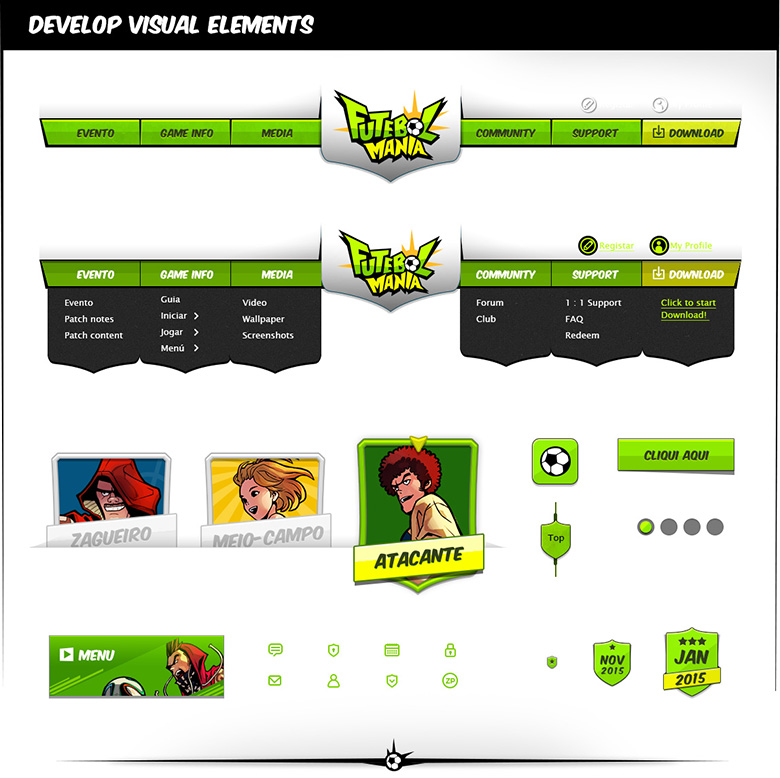 DEVELOP VISUAL ELEMENTS
EVENTO GAME INFO MEDIA FUTEBOL MANIA COMMUNITY SUPPORT DOWNLOAD
Registar My Profile
EVENTO GAME INFO MEDIA FUTEBOL MANIA COMMUNITY SUPPORT DOWNLOAD
Evento Guia Video Forum 1 : 1 Support Click to start
Patch notes Iniciar Wallpaper Club FAQ Download!
Patch content Jogar Screenshots Redeem
Menú
CLIQUI AQUI
ZAGUEIRO MEIO-CAMPO ATACANTE
Top
MENU
NOV
2015
JAN
2015
ZP